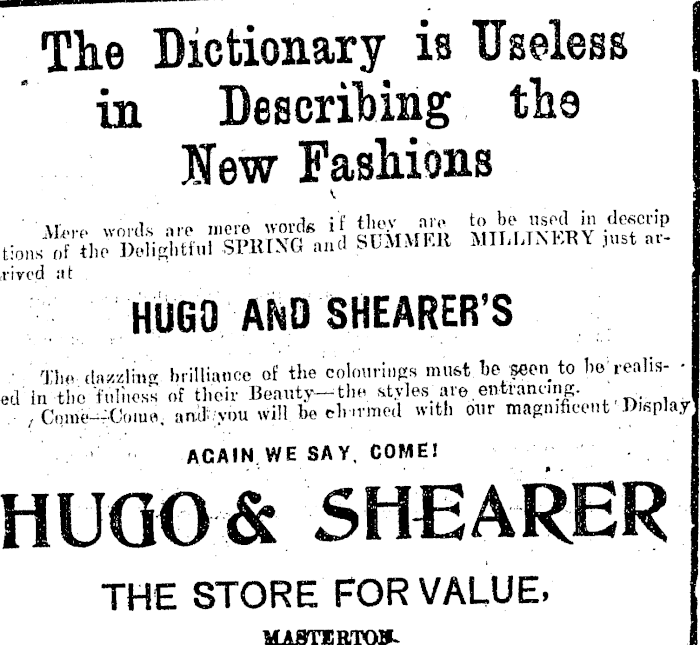 The Dictionary is Useless
in Describing the
New Fashions
Mere words are mere words if they are to be used in descrip
tions of the Delightful SPRING and SUMMER MILLINERY just ar-
rived at
HUGO AND SHEARER'S
The dazzling brilliance of the colourings must be seen to be realis-
ed in the fulness of their Beauty—the styles are entrancing.
Come—Come, and you will be charmed with our magnificent Display
AGAIN WE SAY, COME!
HUGO & SHEARER
THE STORE FOR VALUE,
MASTERTON.